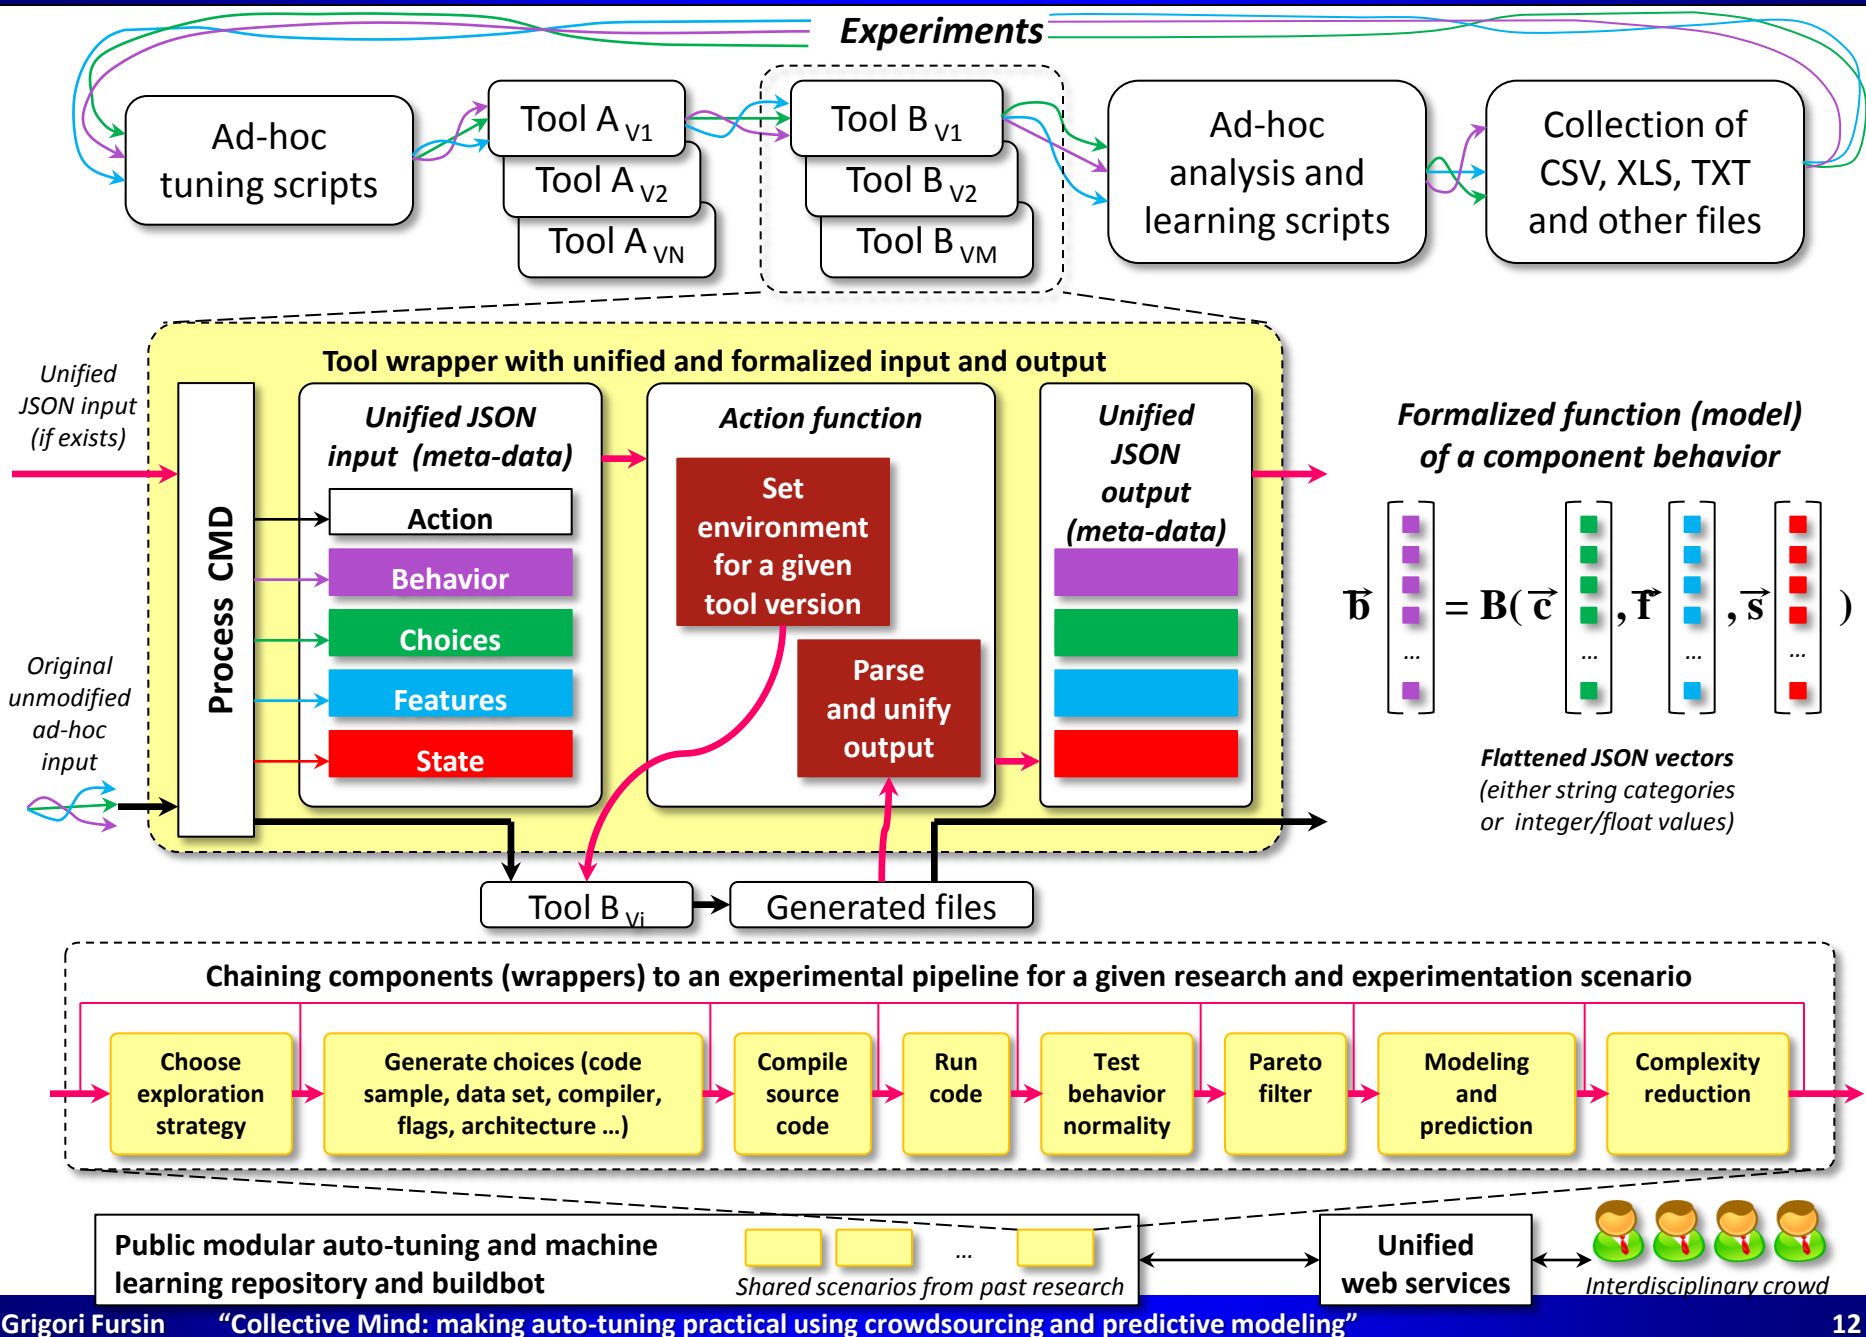 Experiments
Ad-hoc
tuning scripts
Tool A V1
Tool A V2
Tool A VN
Tool B V1
Tool B V2
Tool B VM
Ad-hoc
analysis and
learning scripts
Collection of
CSV, XLS, TXT
and other files
Tool wrapper with unified and formalized input and output
Unified
JSON input
(if exists)
Original
unmodified
ad-hoc
input
Process CMD
Unified JSON
input (meta-data)
Action
Behavior
Choices
Features
State
Action function
Set
environment
for a given
tool version
Parse
and unify
output
Unified
JSON
output
(meta-data)
Tool B Vi
Generated files
Formalized function (model)
of a component behavior
b ... = B( c ... , f ... , s ... )
Flattened JSON vectors
(either string categories
or integer/float values)
Chaining components (wrappers) to an experimental pipeline for a given research and experimentation scenario
Choose
exploration
strategy
Generate choices (code
sample, data set, compiler,
flags, architecture ...)
Compile
source
code
Run
code
Test
behavior
normality
Pareto
filter
Modeling
and
prediction
Complexity
reduction
Public modular auto-tuning and machine
learning repository and buildbot
...
Shared scenarios from past research
Unified
web services
Interdisciplinary crowd
Grigori Fursin “Collective Mind: making auto-tuning practical using crowdsourcing and predictive modeling” 12